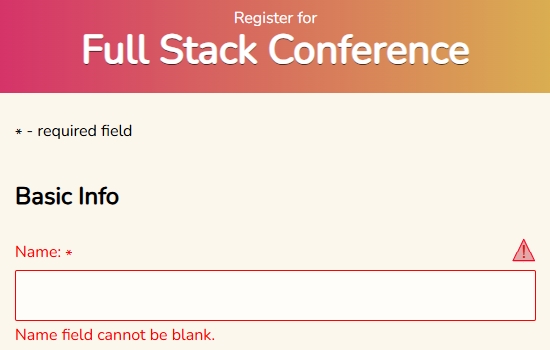 Register for
Full Stack Conference
* - required field
Basic Info
Name: *
Name field cannot be blank.